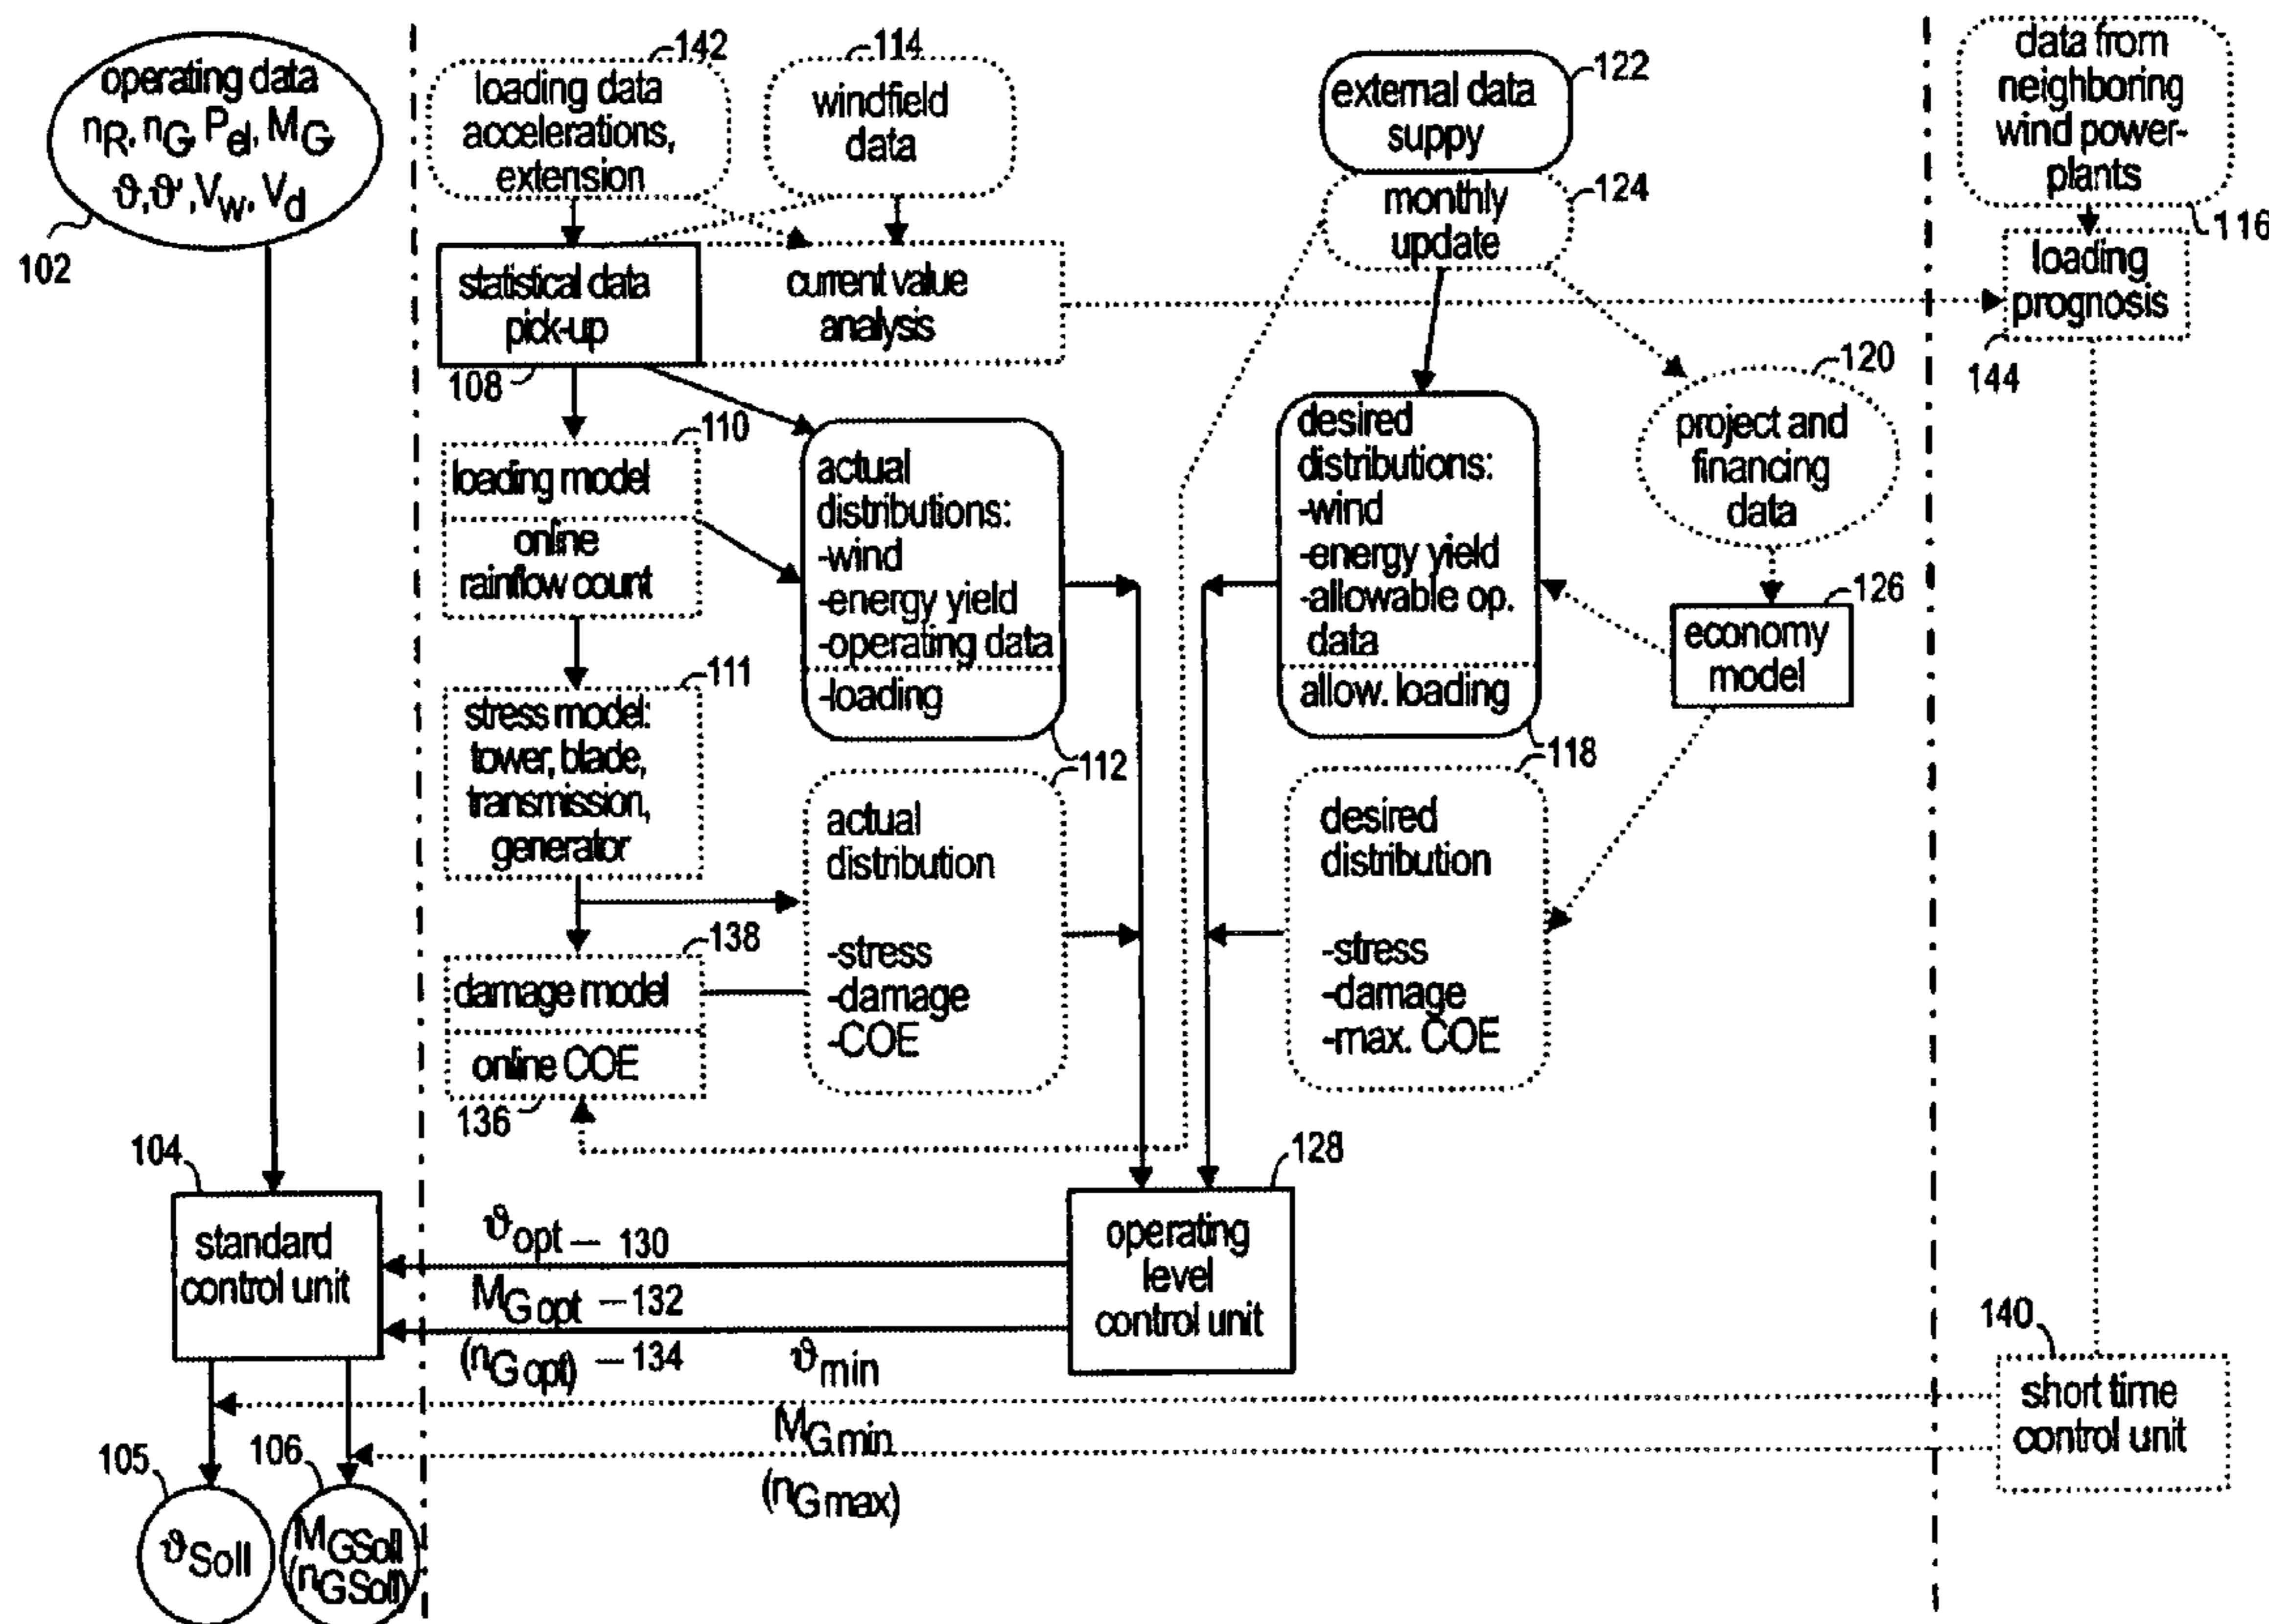 operating data
nR, nG, Pel, MG,
ϑ, ϑ', Vw, Vd
102
142
loading data
accelerations,
extension
114
windfield
data
122
external data
suppy
124
monthly
update
data from
neighboring
wind power-
plants
116
loading
prognosis
144
statistical data
pick-up
108
current value
analysis
120
project and
financing
data
110
loading model
online
rainflow count
actual
distributions:
-wind
-energy yield
-operating data
-loading
112
desired
distributions:
-wind
-energy yield
-allowable op.
data
allow. loading
118
126
economy
model
111
stress model:
tower, blade,
transmission,
generator
112
actual
distribution
-stress
-damage
-COE
118
desired
distribution
-stress
-damage
-max. COE
138
damage model
online COE
136
104
standard
control unit
128
operating
level
control unit
ϑopt — 130
MG opt — 132
(nG opt) — 134
ϑmin
MGmin
(nGmax)
140
short time
control unit
105
ϑSoll
106
MGSoll
(nGSoll)